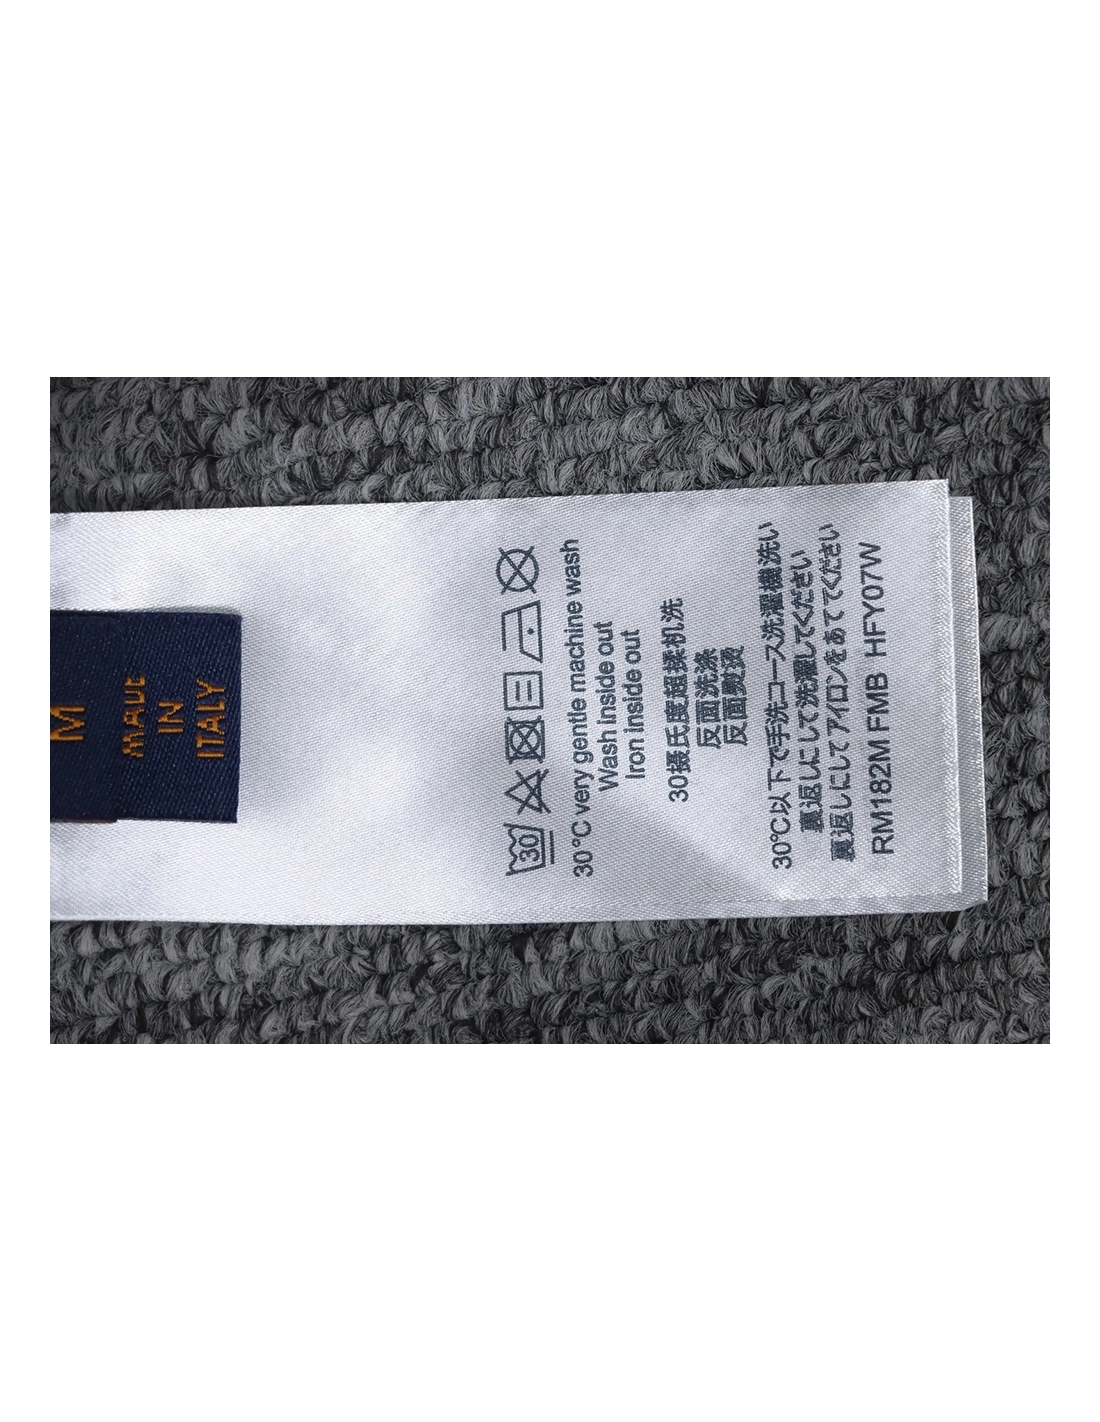 M
MADE
IN
ITALY
30
30°C very gentle machine wash
Wash inside out
Iron inside out
30摄氏度超揉机洗
反面洗涤
反面熨烫
30℃以下で手洗コース洗濯機洗い
裏返しにして洗濯してください
裏返しにしてアイロンをあててください
RM182M FMB HFY07W